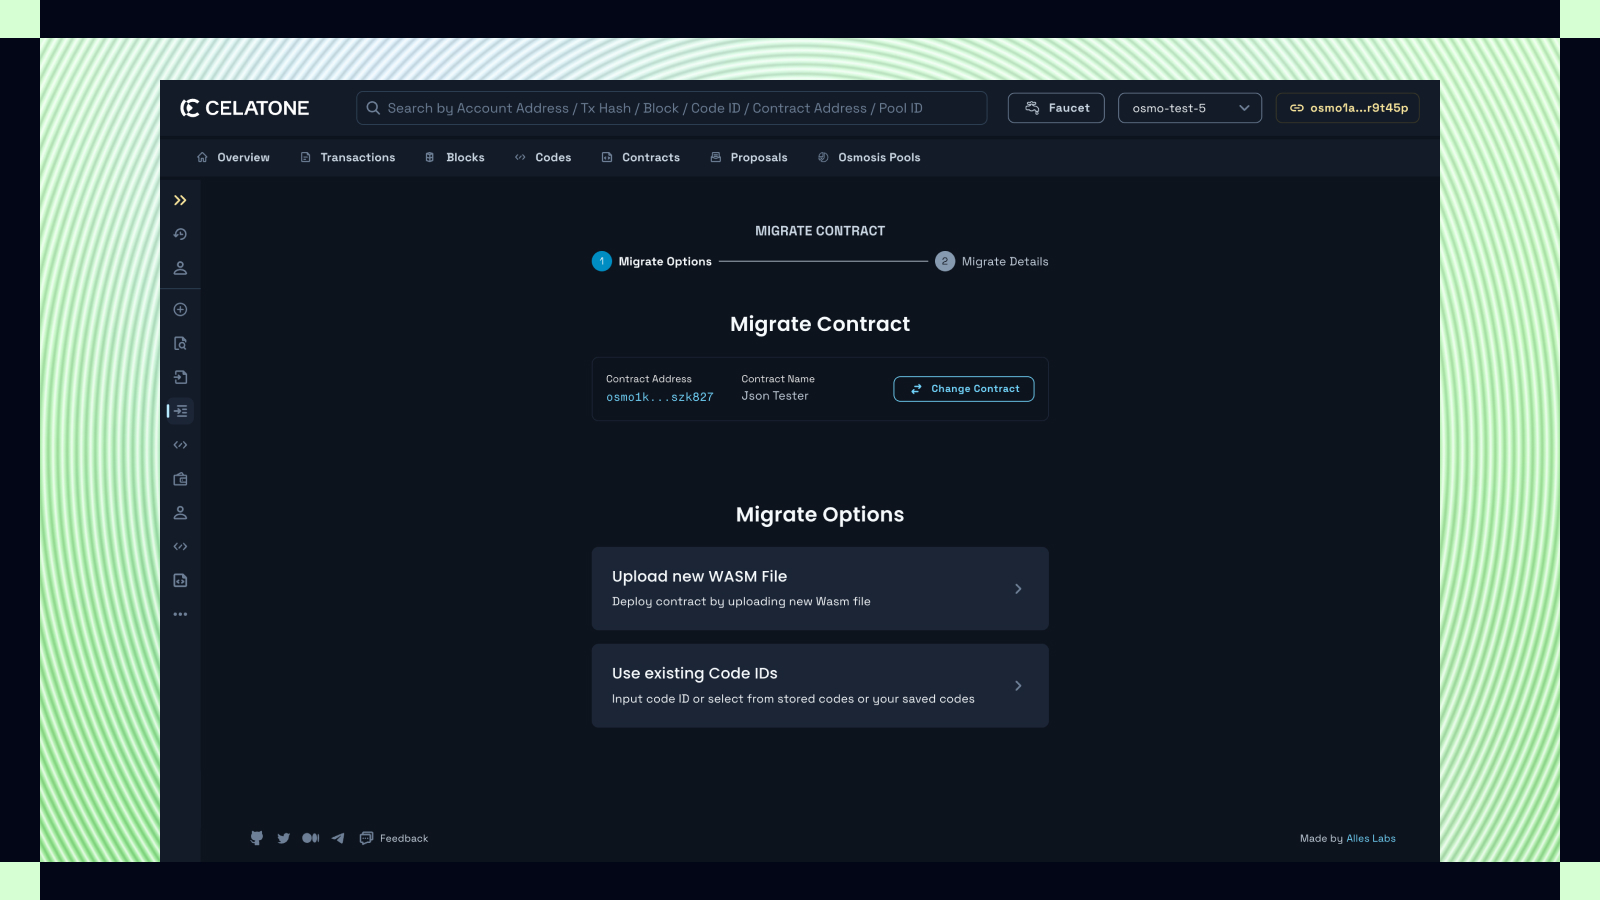 CELATONE
Search by Account Address / Tx Hash / Block / Code ID / Contract Address / Pool ID
Faucet
osmo-test-5
osmo1a...r9t45p
Overview
Transactions
Blocks
Codes
Contracts
Proposals
Osmosis Pools
MIGRATE CONTRACT
1 Migrate Options
2 Migrate Details
Migrate Contract
Contract Address
osmo1k...szk827
Contract Name
Json Tester
Change Contract
Migrate Options
Upload new WASM File
Deploy contract by uploading new Wasm file
Use existing Code IDs
Input code ID or select from stored codes or your saved codes
Feedback
Made by Alles Labs